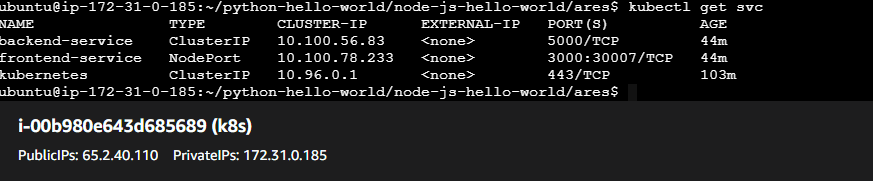 ubuntu@ip-172-31-0-185:~/python-hello-world/node-js-hello-world/ares$ kubectl get svc
NAME TYPE CLUSTER-IP EXTERNAL-IP PORT(S) AGE
backend-service ClusterIP 10.100.56.83 <none> 5000/TCP 44m
frontend-service NodePort 10.100.78.233 <none> 3000:30007/TCP 44m
kubernetes ClusterIP 10.96.0.1 <none> 443/TCP 103m
ubuntu@ip-172-31-0-185:~/python-hello-world/node-js-hello-world/ares$
i-00b980e643d685689 (k8s)
PublicIPs: 65.2.40.110 PrivateIPs: 172.31.0.185